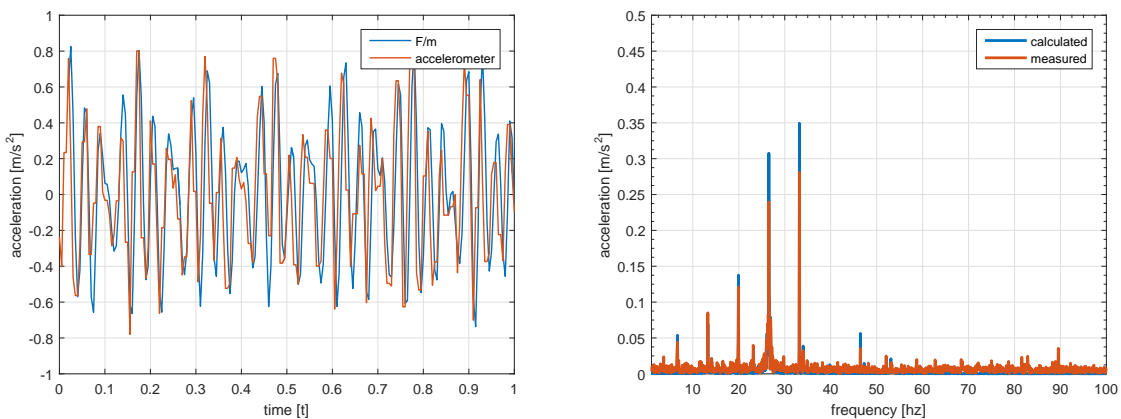 1
0.8
0.6
0.4
0.2
0
-0.2
-0.4
-0.6
-0.8
-1
acceleration [m/s²]
F/m
accelerometer
0 0.1 0.2 0.3 0.4 0.5 0.6 0.7 0.8 0.9 1
time [t]
0.5
0.45
0.4
0.35
0.3
0.25
0.2
0.15
0.1
0.05
0
acceleration [m/s²]
calculated
measured
10 20 30 40 50 60 70 80 90 100
frequency [hz]